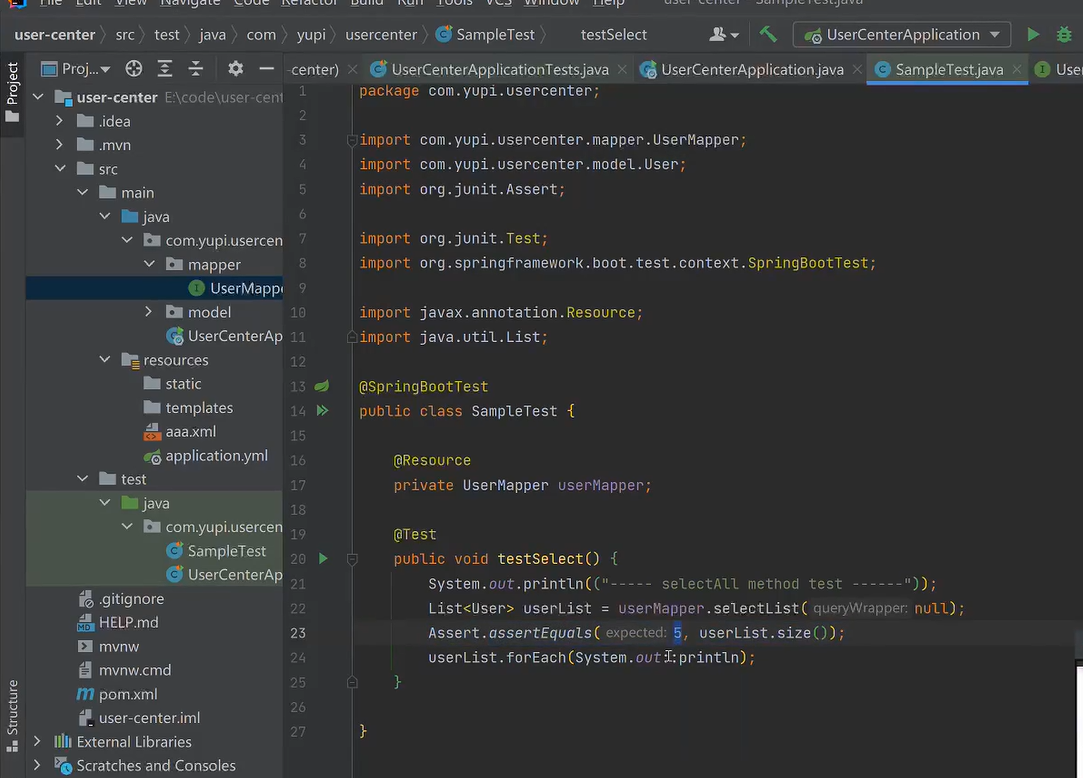 File Edit View Navigate Code Refactor Build Run Tools VCS Window Help user-center - SampleTest.java
user-center src test java com yupi usercenter SampleTest testSelect UserCenterApplication
Project
Proj... -center) UserCenterApplicationTests.java UserCenterApplication.java SampleTest.java User
user-center E:\code\user-cent
.idea
.mvn
src
main
java
com.yupi.usercen
mapper
UserMappe
model
UserCenterAp
resources
static
templates
aaa.xml
application.yml
test
java
com.yupi.usercen
SampleTest
UserCenterAp
.gitignore
HELP.md
mvnw
mvnw.cmd
pom.xml
user-center.iml
External Libraries
Scratches and Consoles
Structure
1 package com.yupi.usercenter;
2
3 import com.yupi.usercenter.mapper.UserMapper;
4 import com.yupi.usercenter.model.User;
5 import org.junit.Assert;
6
7 import org.junit.Test;
8 import org.springframework.boot.test.context.SpringBootTest;
9
10 import javax.annotation.Resource;
11 import java.util.List;
12
13 @SpringBootTest
14 public class SampleTest {
15
16 @Resource
17 private UserMapper userMapper;
18
19 @Test
20 public void testSelect() {
21 System.out.println(("----- selectAll method test ------"));
22 List<User> userList = userMapper.selectList( queryWrapper: null);
23 Assert.assertEquals( expected: 5, userList.size());
24 userList.forEach(System.out::println);
25 }
26
27 }